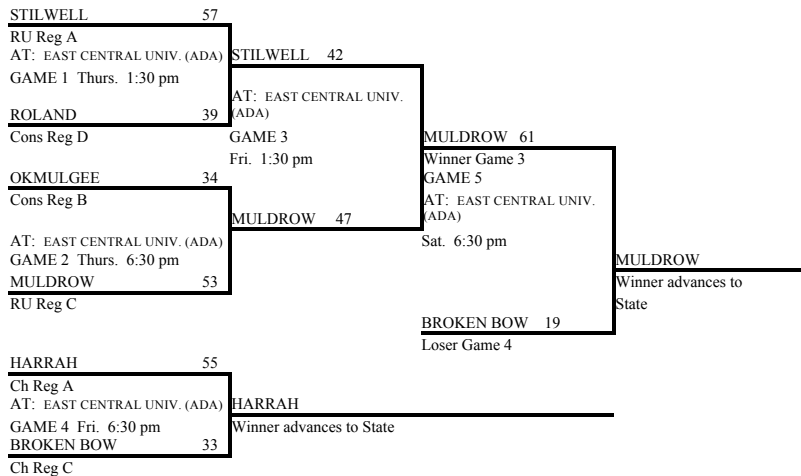 STILWELL 57
RU Reg A
AT: EAST CENTRAL UNIV. (ADA)
GAME 1 Thurs. 1:30 pm
ROLAND 39
Cons Reg D
OKMULGEE 34
Cons Reg B
AT: EAST CENTRAL UNIV. (ADA)
GAME 2 Thurs. 6:30 pm
MULDROW 53
RU Reg C
HARRAH 55
Ch Reg A
AT: EAST CENTRAL UNIV. (ADA)
GAME 4 Fri. 6:30 pm
BROKEN BOW 33
Ch Reg C
STILWELL 42
AT: EAST CENTRAL UNIV.
(ADA)
GAME 3
Fri. 1:30 pm
MULDROW 47
HARRAH
Winner advances to State
MULDROW 61
Winner Game 3
GAME 5
AT: EAST CENTRAL UNIV.
(ADA)
Sat. 6:30 pm
BROKEN BOW 19
Loser Game 4
MULDROW
Winner advances to
State